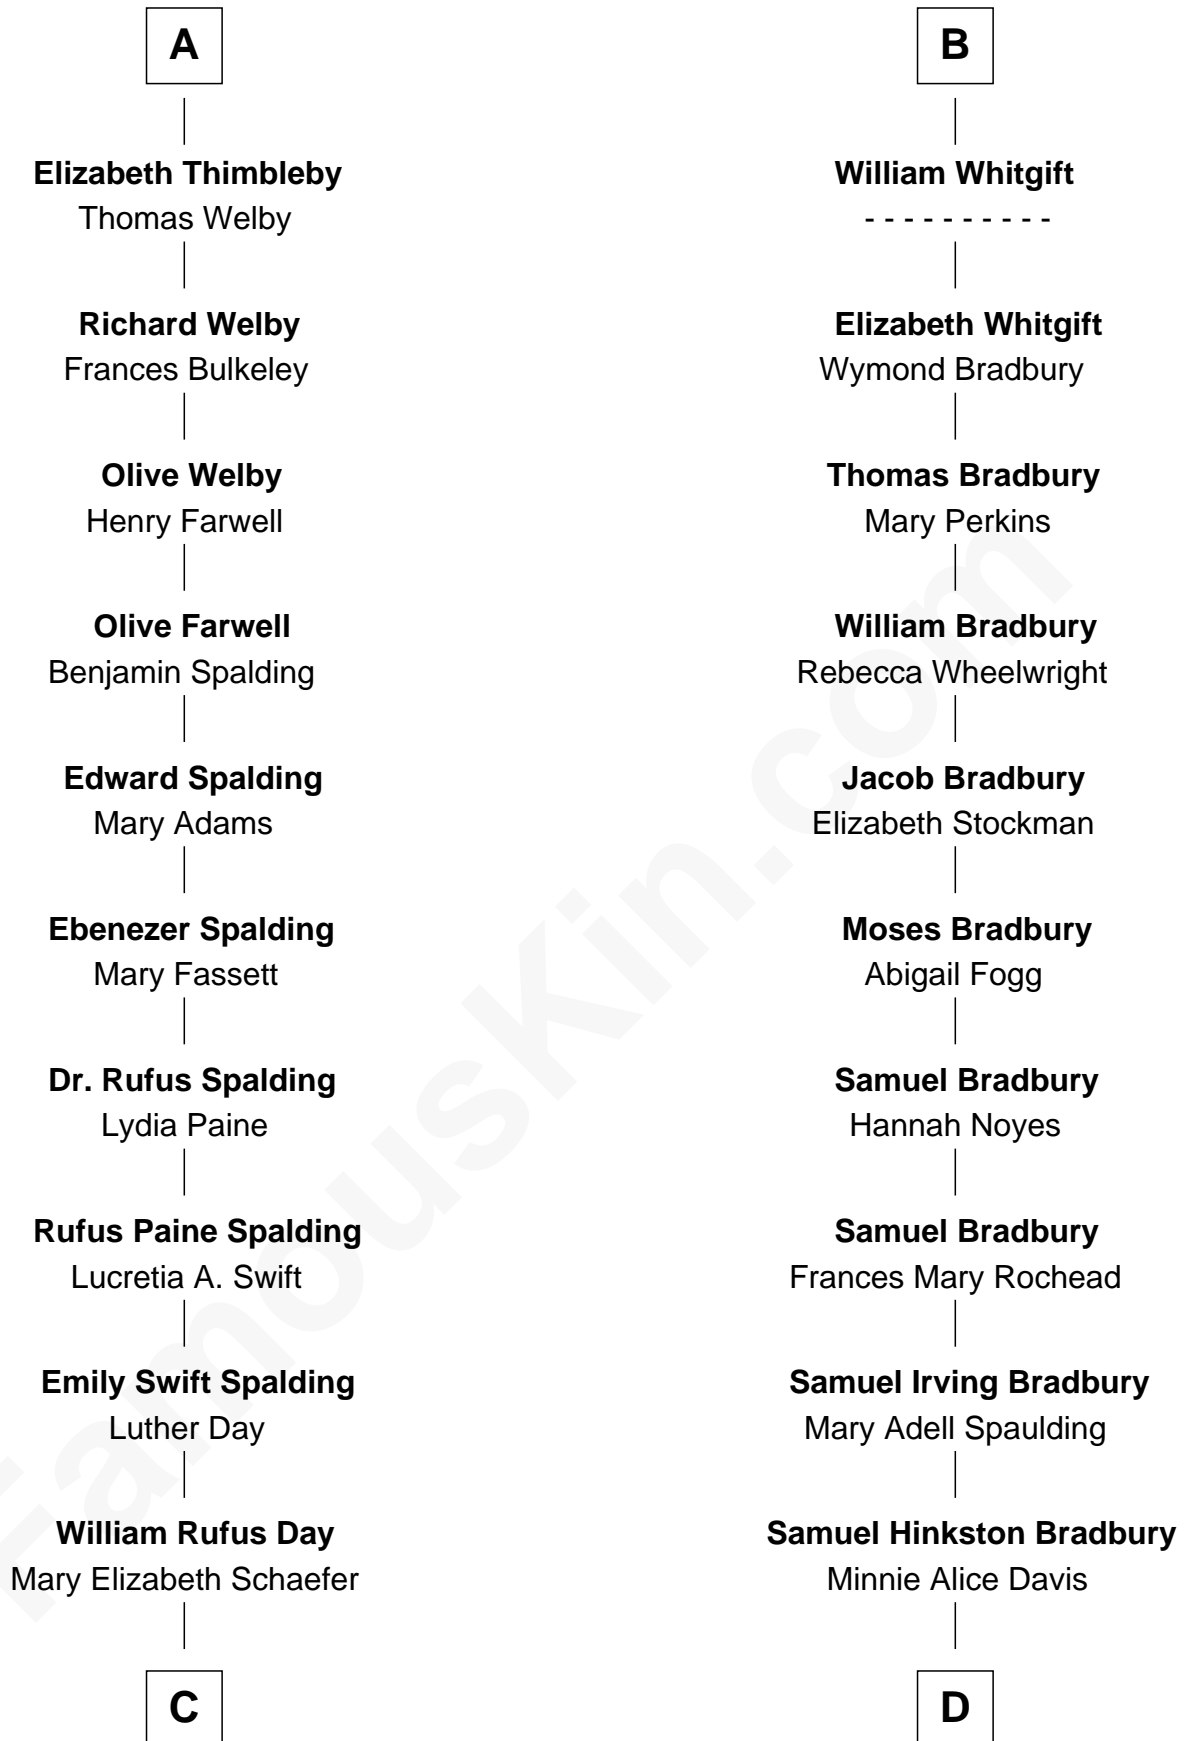 A
Elizabeth Thimbleby
Thomas Welby
Richard Welby
Frances Bulkeley
Olive Welby
Henry Farwell
Olive Farwell
Benjamin Spalding
Edward Spalding
Mary Adams
Ebenezer Spalding
Mary Fassett
Dr. Rufus Spalding
Lydia Paine
Rufus Paine Spalding
Lucretia A. Swift
Emily Swift Spalding
Luther Day
William Rufus Day
Mary Elizabeth Schaefer
C
B
William Whitgift
- - - - - - - - - -
Elizabeth Whitgift
Wymond Bradbury
Thomas Bradbury
Mary Perkins
William Bradbury
Rebecca Wheelwright
Jacob Bradbury
Elizabeth Stockman
Moses Bradbury
Abigail Fogg
Samuel Bradbury
Hannah Noyes
Samuel Bradbury
Frances Mary Rochead
Samuel Irving Bradbury
Mary Adell Spaulding
Samuel Hinkston Bradbury
Minnie Alice Davis
D
FamousKin.com